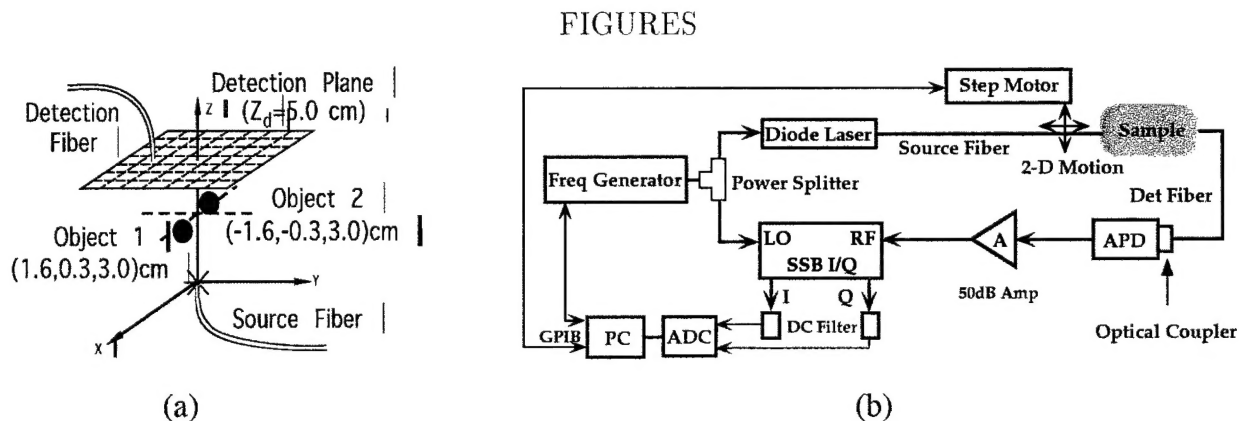 FIGURES
Detection Plane
(Zd=5.0 cm)
Detection
Fiber
Z
Object 2
(-1.6,-0.3,3.0)cm
Object 1
(1.6,0.3,3.0)cm
Y
Source Fiber
X
(a)
Step Motor
Diode Laser
Source Fiber
Sample
2-D Motion
Freq Generator
Power Splitter
Det Fiber
LO RF
SSB I/Q
A
APD
50dB Amp
I Q
DC Filter
Optical Coupler
GPIB
PC
ADC
(b)